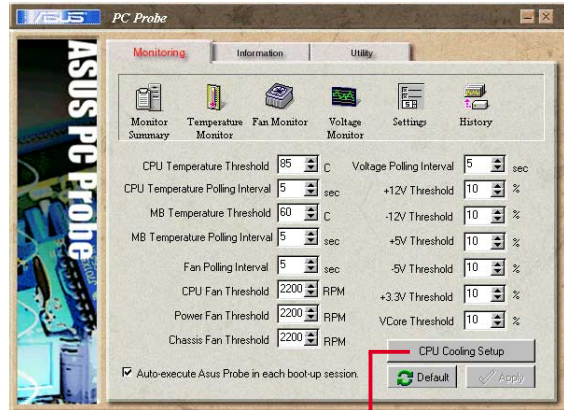 /ISUS PC Probe
ASUS PC Probe
Monitoring Information Utility
Monitor Summary
Temperature Monitor
Fan Monitor
Voltage Monitor
Settings
History
CPU Temperature Threshold 85 C
CPU Temperature Polling Interval 5 sec
MB Temperature Threshold 60 C
MB Temperature Polling Interval 5 sec
Fan Polling Interval 5 sec
CPU Fan Threshold 2200 RPM
Power Fan Threshold 2200 RPM
Chassis Fan Threshold 2200 RPM
Voltage Polling Interval 5 sec
+12V Threshold 10 %
-12V Threshold 10 %
+5V Threshold 10 %
-5V Threshold 10 %
+3.3V Threshold 10 %
VCore Threshold 10 %
CPU Cooling Setup
Auto-execute Asus Probe in each boot-up session.
Default Apply